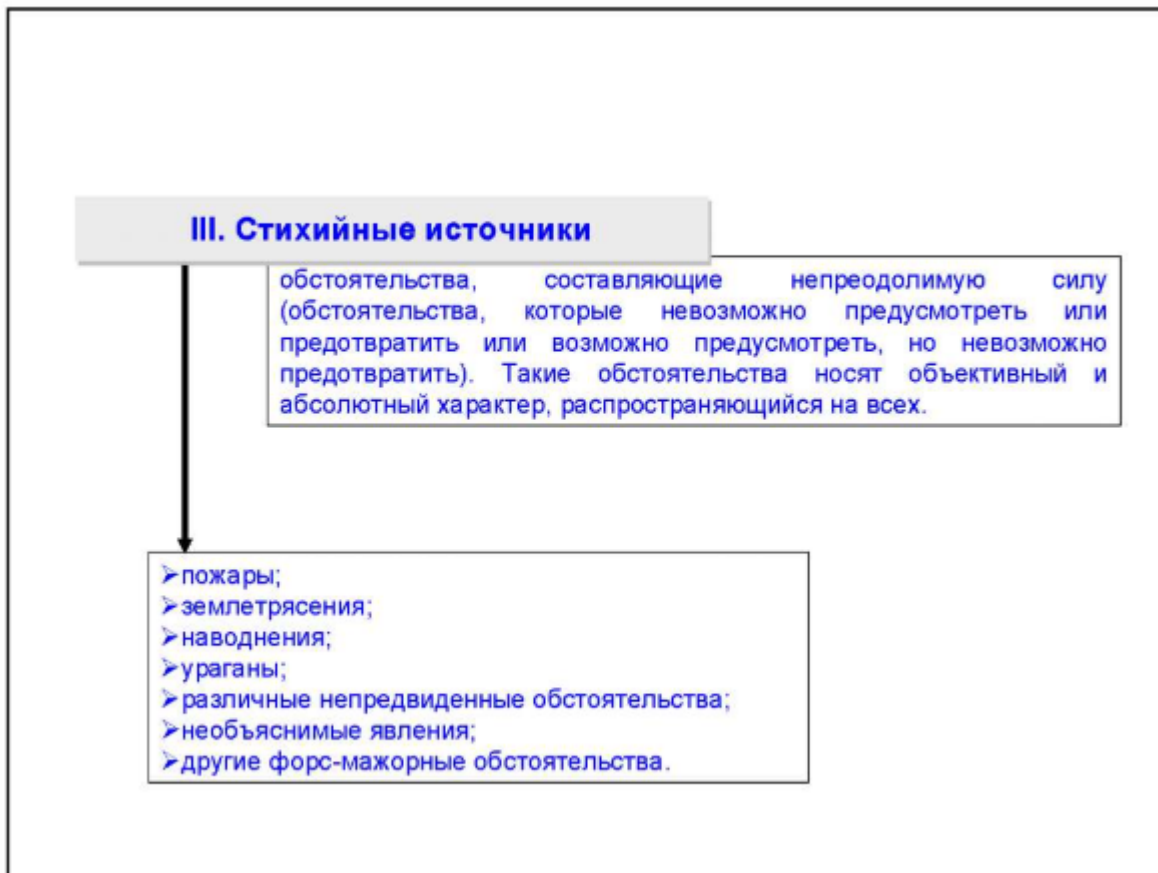 III. Стихийные источники
обстоятельства, составляющие непреодолимую силу
(обстоятельства, которые невозможно предусмотреть или
предотвратить или возможно предусмотреть, но невозможно
предотвратить). Такие обстоятельства носят объективный и
абсолютный характер, распространяющийся на всех.
➢пожары;
➢землетрясения;
➢наводнения;
➢ураганы;
➢различные непредвиденные обстоятельства;
➢необъяснимые явления;
➢другие форс-мажорные обстоятельства.